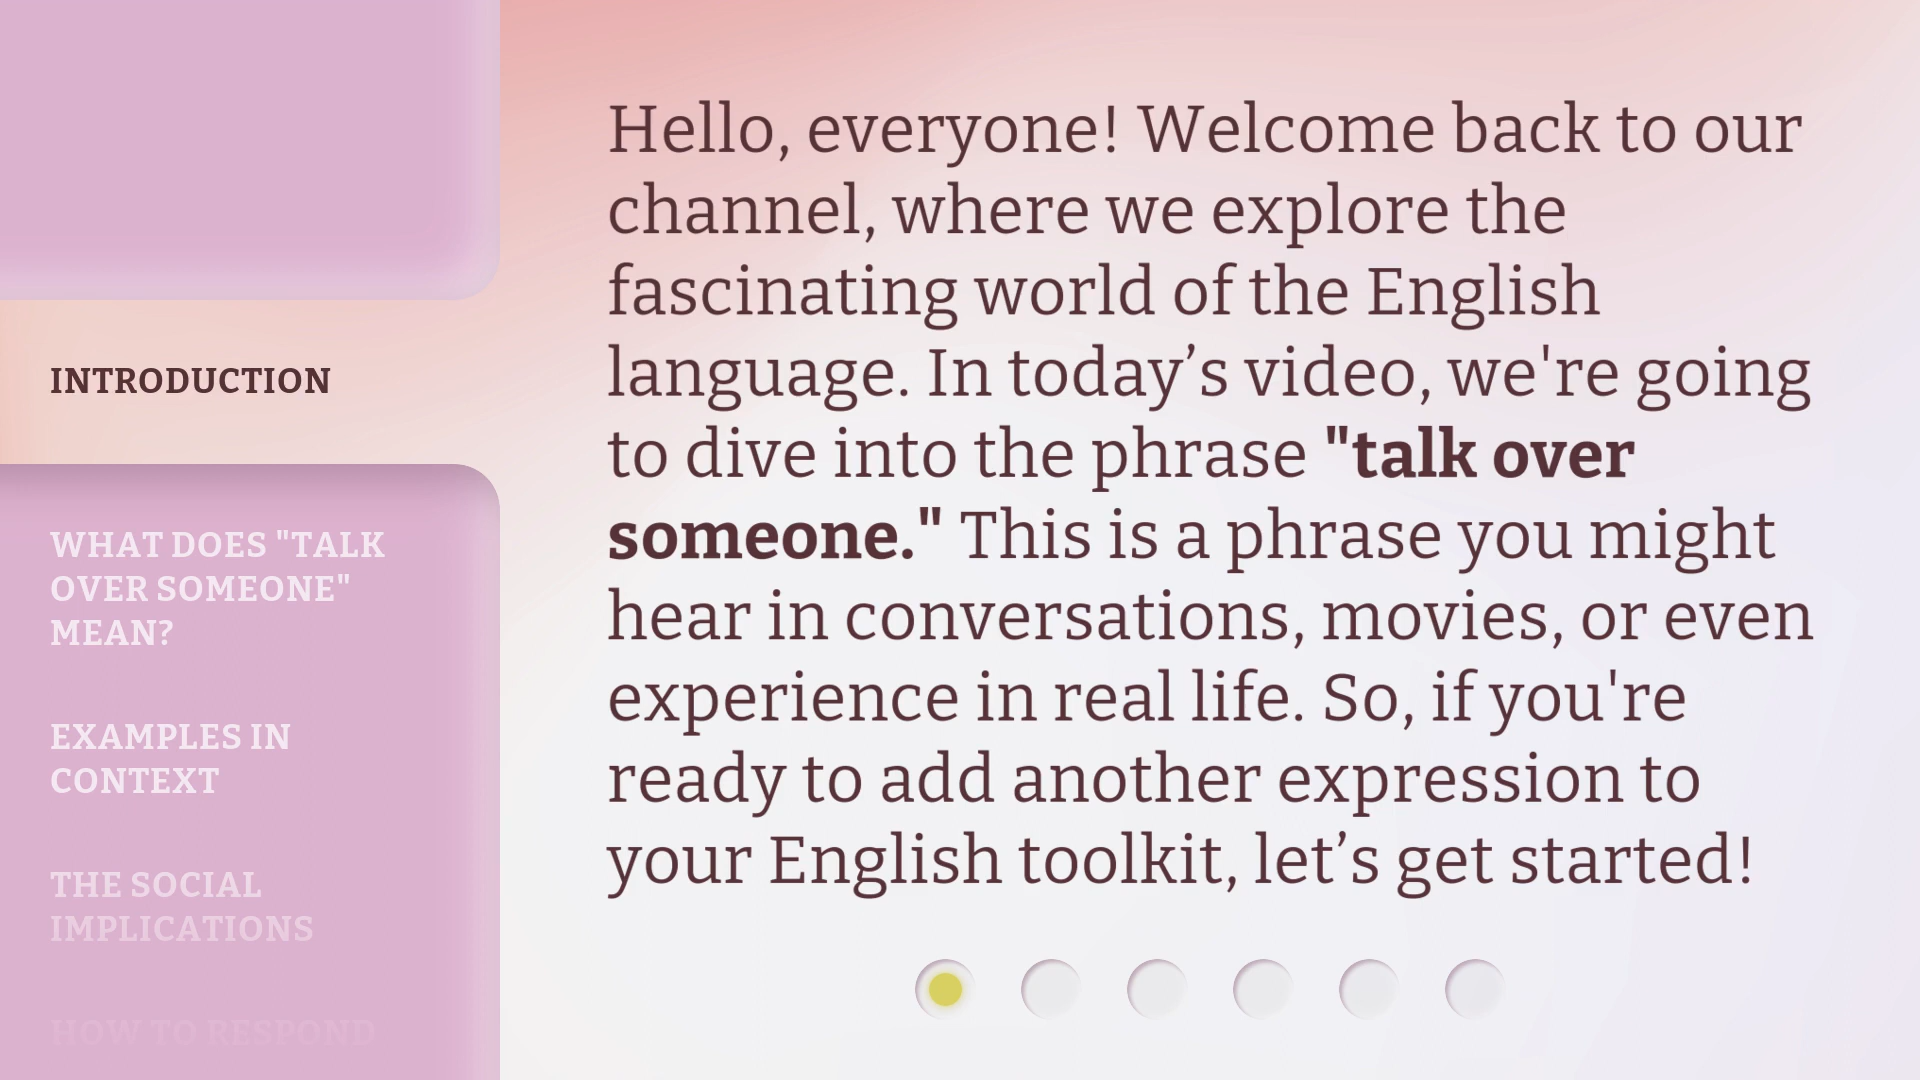 INTRODUCTION
WHAT DOES "TALK
OVER SOMEONE"
MEAN?
EXAMPLES IN
CONTEXT
THE SOCIAL
IMPLICATIONS
HOW TO RESPOND
Hello, everyone! Welcome back to our
channel, where we explore the
fascinating world of the English
language. In today’s video, we're going
to dive into the phrase "talk over
someone." This is a phrase you might
hear in conversations, movies, or even
experience in real life. So, if you're
ready to add another expression to
your English toolkit, let’s get started!